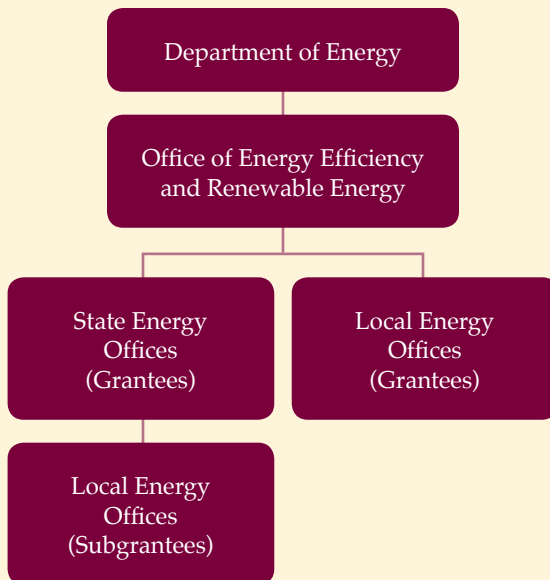 Department of Energy
Office of Energy Efficiency
and Renewable Energy
State Energy
Offices
(Grantees)
Local Energy
Offices
(Grantees)
Local Energy
Offices
(Subgrantees)